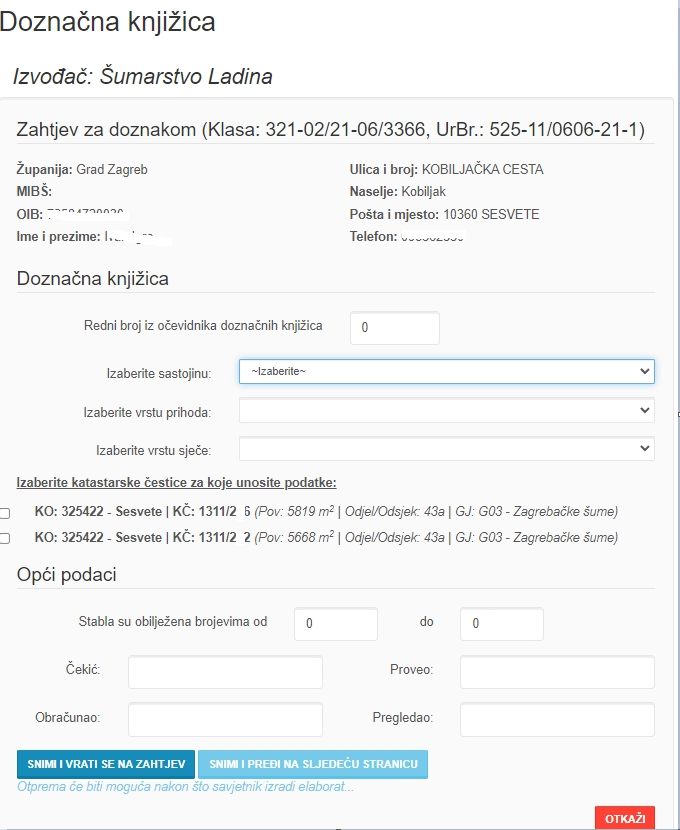 Doznačna knjižica
Izvođač: Šumarstvo Ladina
Zahtjev za doznakom (Klasa: 321-02/21-06/3366, UrBr.: 525-11/0606-21-1)
Županija: Grad Zagreb
Ulica i broj: KOBILJAČKA CESTA
MIBŠ:
Naselje: Kobiljak
OIB:
Pošta i mjesto: 10360 SESVETE
Ime i prezime:
Telefon:
Doznačna knjižica
Redni broj iz očevidnika doznačnih knjižica 0
Izaberite sastojinu: ~Izaberite~
Izaberite vrstu prihoda:
Izaberite vrstu sječe:
Izaberite katastarske čestice za koje unosite podatke:
KO: 325422 - Sesvete | KČ: 1311/2 6 (Pov: 5819 m² | Odjel/Odsjek: 43a | GJ: G03 - Zagrebačke šume)
KO: 325422 - Sesvete | KČ: 1311/2 2 (Pov: 5668 m² | Odjel/Odsjek: 43a | GJ: G03 - Zagrebačke šume)
Opći podaci
Stabla su obilježena brojevima od 0 do 0
Čekić: Proveo:
Obračunao: Pregledao:
SNIMI I VRATI SE NA ZAHTJEV SNIMI I PREĐI NA SLJEDEĆU STRANICU
Otprema će biti moguća nakon što savjetnik izradi elaborat...
OTKAŽI